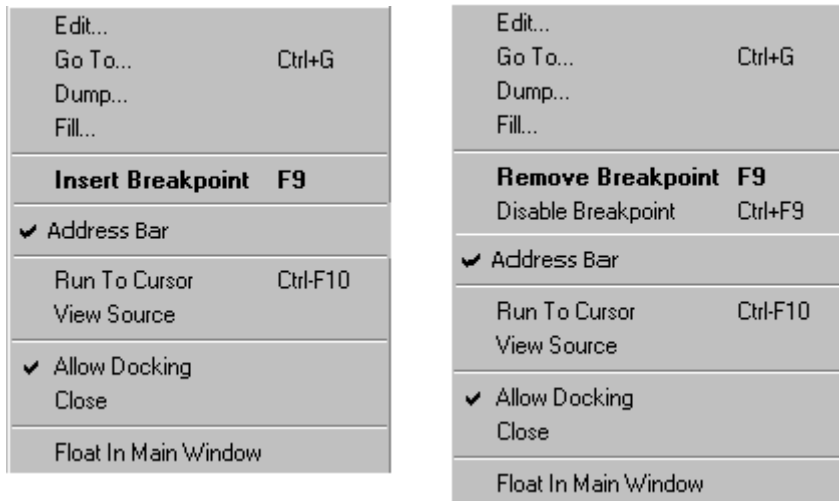 Edit...
Go To... Ctrl+G
Dump...
Fill...
Insert Breakpoint F9
Address Bar
Run To Cursor Ctrl-F10
View Source
Allow Docking
Close
Float In Main Window
Edit...
Go To... Ctrl+G
Dump...
Fill...
Remove Breakpoint F9
Disable Breakpoint Ctrl+F9
Address Bar
Run To Cursor Ctrl-F10
View Source
Allow Docking
Close
Float In Main Window